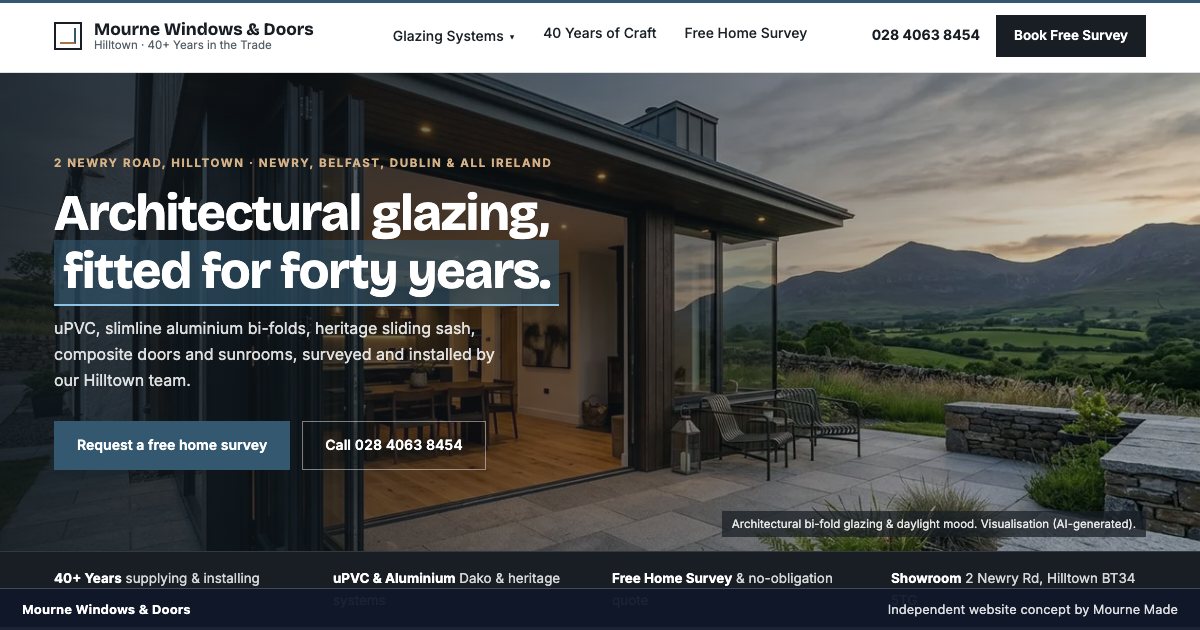 Mourne Windows & Doors
Hilltown · 40+ Years in the Trade
Glazing Systems ▾
40 Years of Craft
Free Home Survey
028 4063 8454
Book Free Survey
2 NEWRY ROAD, HILLTOWN · NEWRY, BELFAST, DUBLIN & ALL IRELAND
Architectural glazing,
fitted for forty years.
uPVC, slimline aluminium bi-folds, heritage sliding sash,
composite doors and sunrooms, surveyed and installed by
our Hilltown team.
Request a free home survey
Call 028 4063 8454
Architectural bi-fold glazing & daylight mood. Visualisation (AI-generated).
40+ Years supplying & installing
uPVC & Aluminium Dako & heritage
systems
Free Home Survey & no-obligation
quote
Showroom 2 Newry Rd, Hilltown BT34
5TG
Mourne Windows & Doors
Independent website concept by Mourne Made